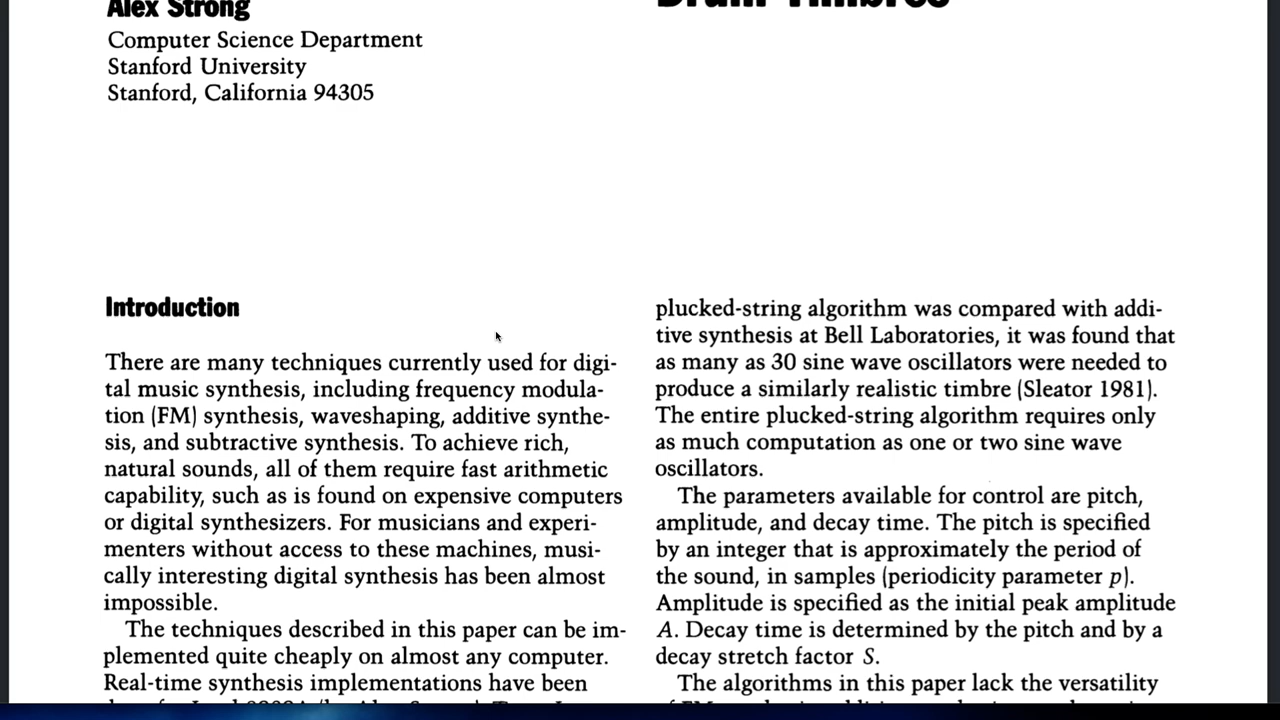 Alex Strong
Computer Science Department
Stanford University
Stanford, California 94305
Drum Timbres
Introduction
There are many techniques currently used for digi-
tal music synthesis, including frequency modula-
tion (FM) synthesis, waveshaping, additive synthe-
sis, and subtractive synthesis. To achieve rich,
natural sounds, all of them require fast arithmetic
capability, such as is found on expensive computers
or digital synthesizers. For musicians and experi-
menters without access to these machines, musi-
cally interesting digital synthesis has been almost
impossible.
The techniques described in this paper can be im-
plemented quite cheaply on almost any computer.
Real-time synthesis implementations have been
plucked-string algorithm was compared with addi-
tive synthesis at Bell Laboratories, it was found that
as many as 30 sine wave oscillators were needed to
produce a similarly realistic timbre (Sleator 1981).
The entire plucked-string algorithm requires only
as much computation as one or two sine wave
oscillators.
The parameters available for control are pitch,
amplitude, and decay time. The pitch is specified
by an integer that is approximately the period of
the sound, in samples (periodicity parameter p).
Amplitude is specified as the initial peak amplitude
A. Decay time is determined by the pitch and by a
decay stretch factor S.
The algorithms in this paper lack the versatility